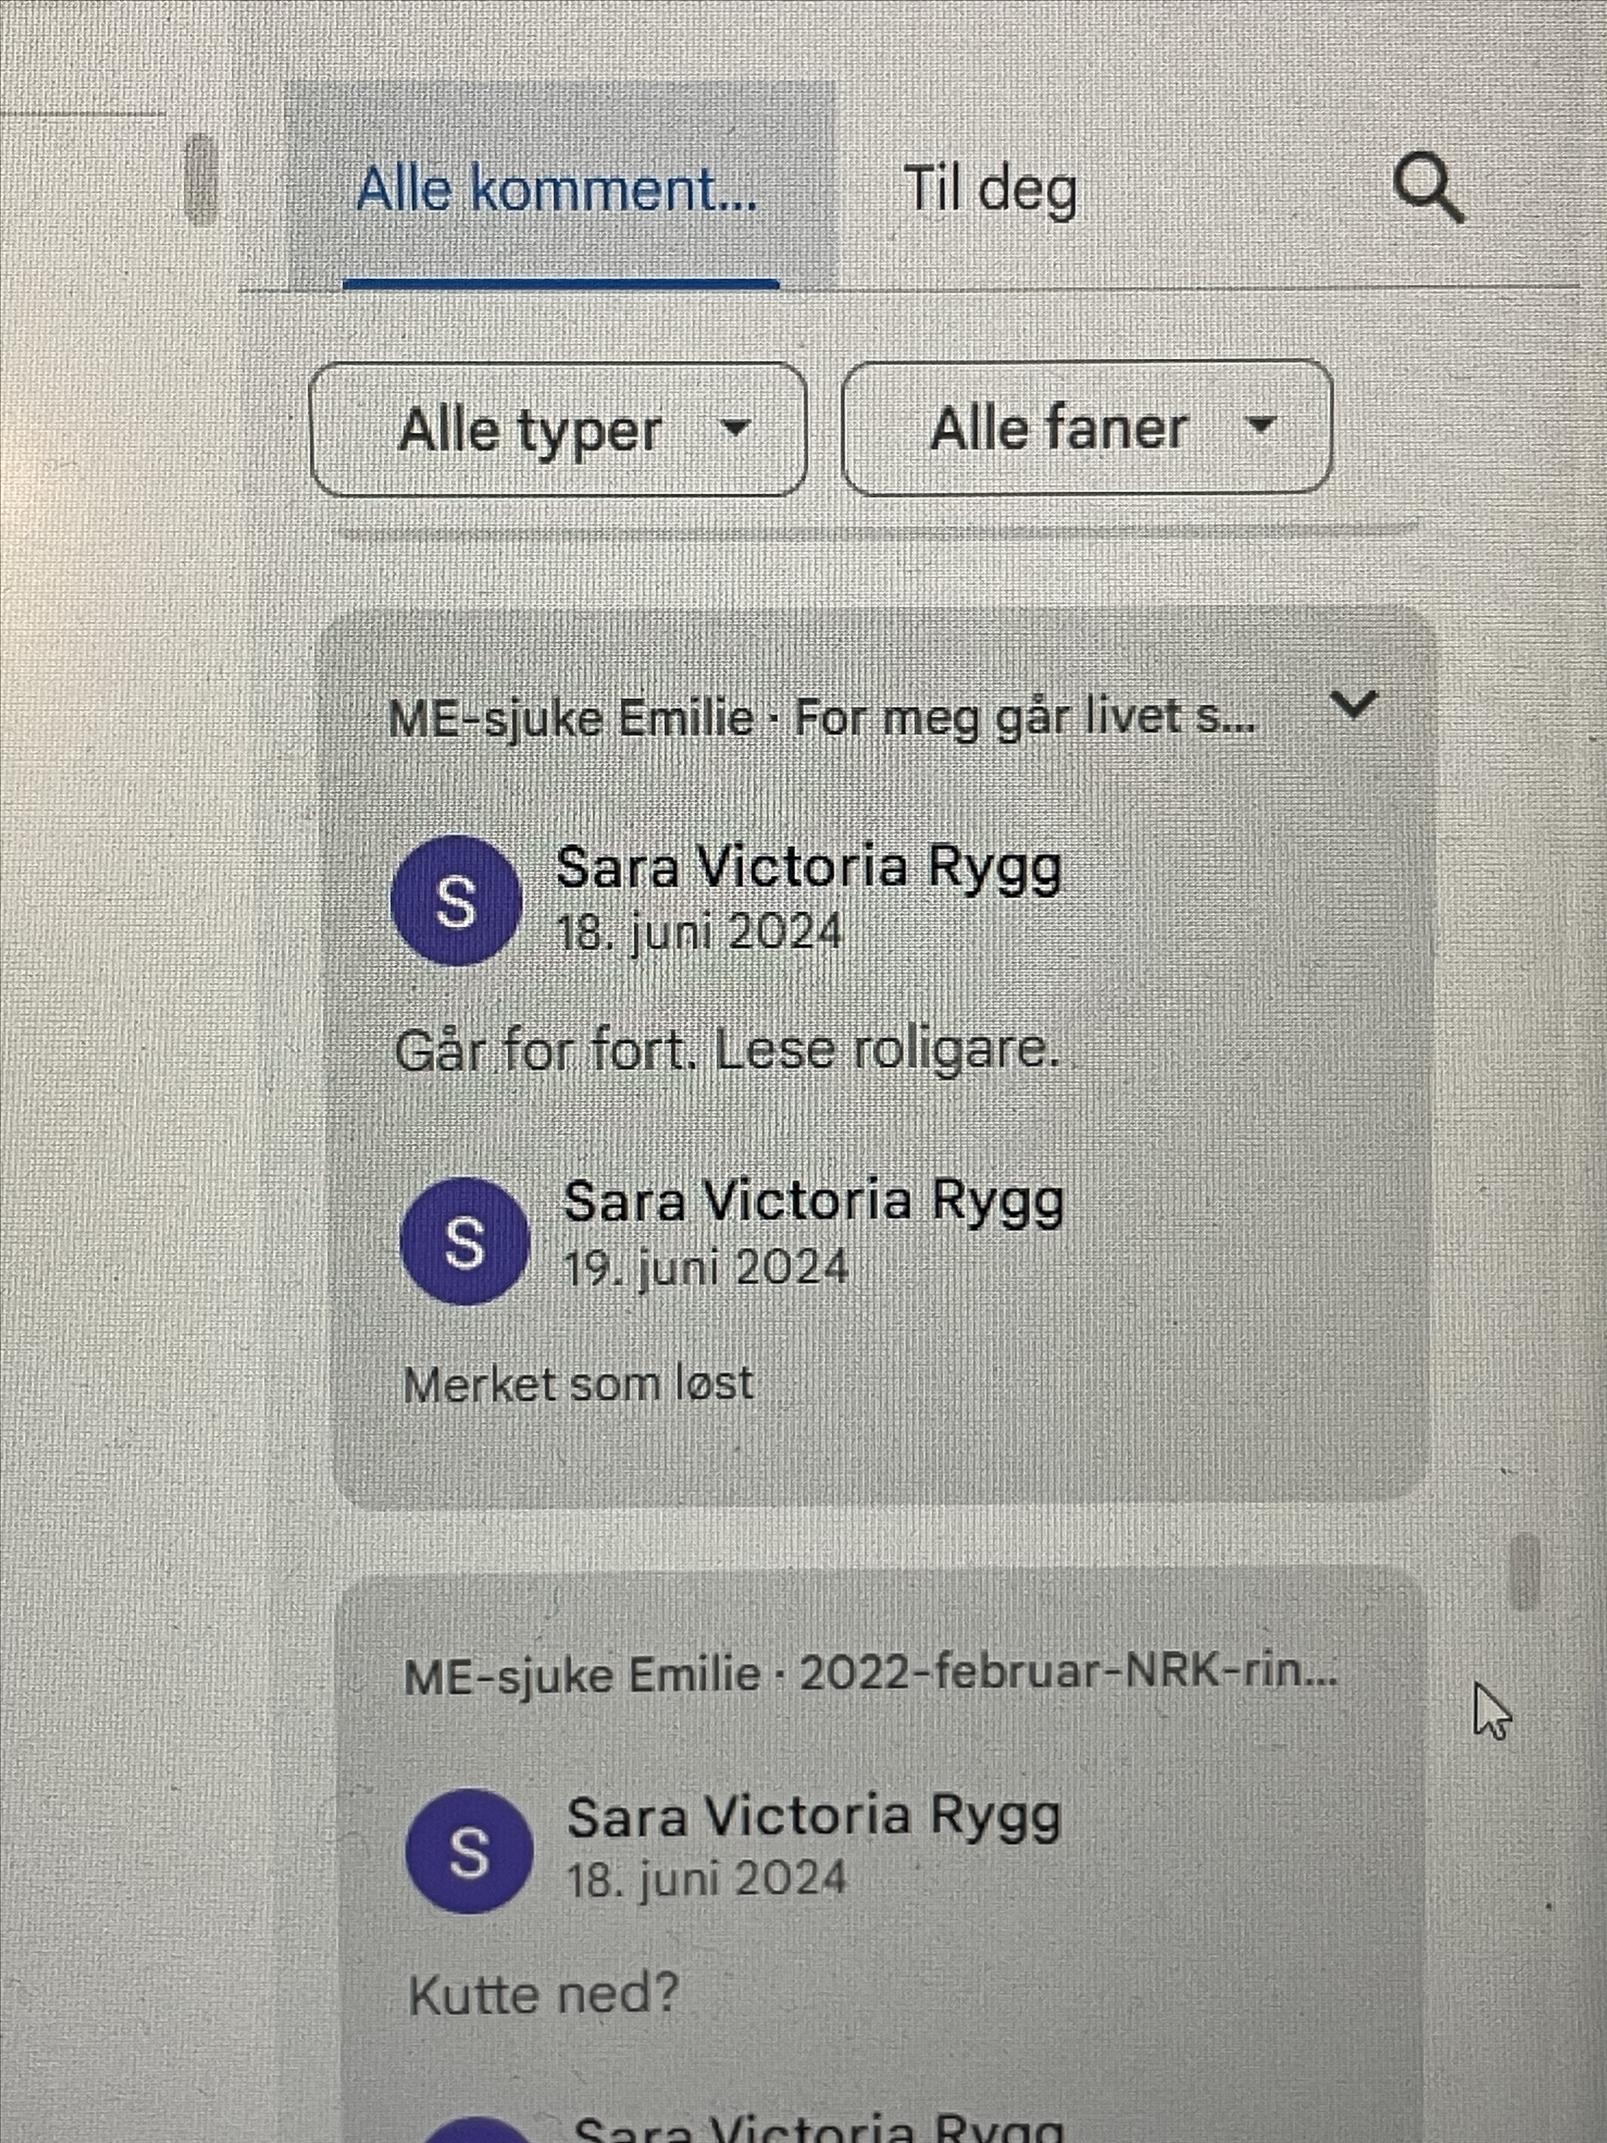 Alle komment...
Til deg
Alle typer
Alle faner
ME-sjuke Emilie · For meg går livet s...
S
Sara Victoria Rygg
18. juni 2024
Går for fort. Lese roligare.
S
Sara Victoria Rygg
19. juni 2024
Merket som løst
ME-sjuke Emilie · 2022-februar-NRK-rin...
S
Sara Victoria Rygg
18. juni 2024
Kutte ned?
Sara Victoria Rygg